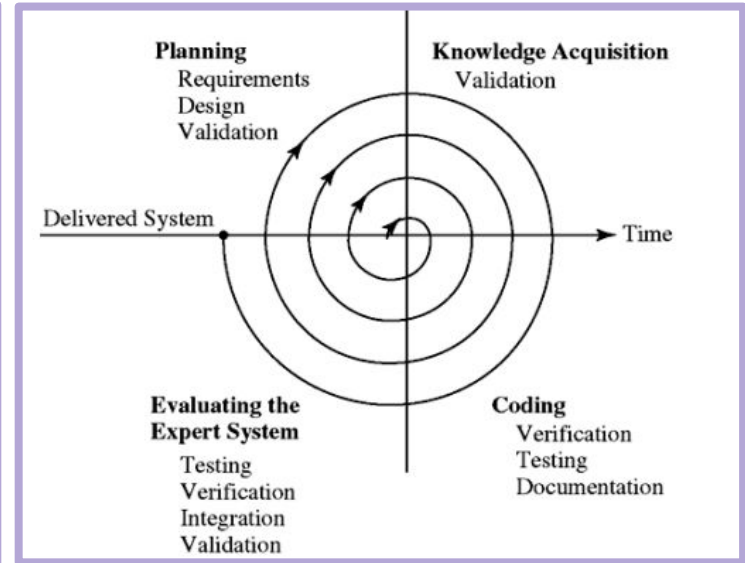 Planning
Requirements
Design
Validation
Knowledge Acquisition
Validation
Delivered System
Time
Evaluating the
Expert System
Testing
Verification
Integration
Validation
Coding
Verification
Testing
Documentation